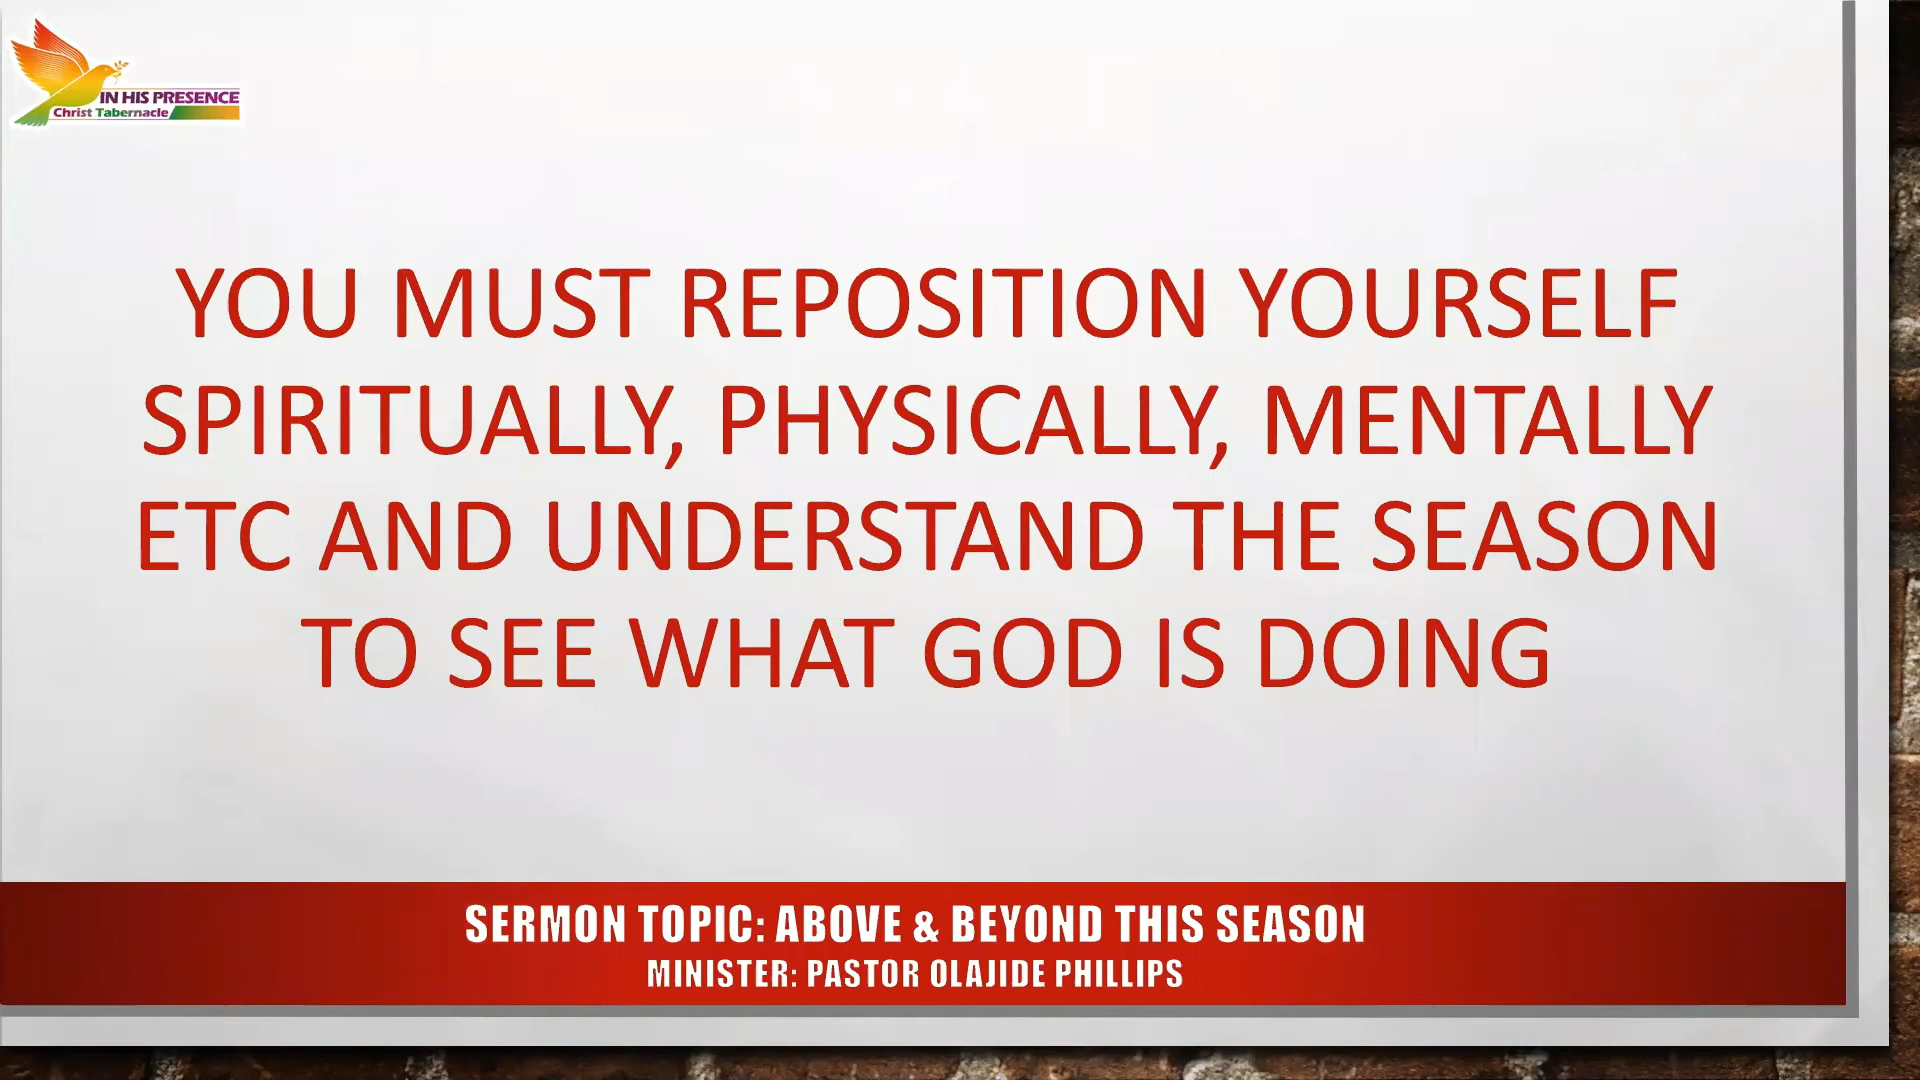 IN HIS PRESENCE
Christ Tabernacle
YOU MUST REPOSITION YOURSELF
SPIRITUALLY, PHYSICALLY, MENTALLY
ETC AND UNDERSTAND THE SEASON
TO SEE WHAT GOD IS DOING
SERMON TOPIC: ABOVE & BEYOND THIS SEASON
MINISTER: PASTOR OLAJIDE PHILLIPS